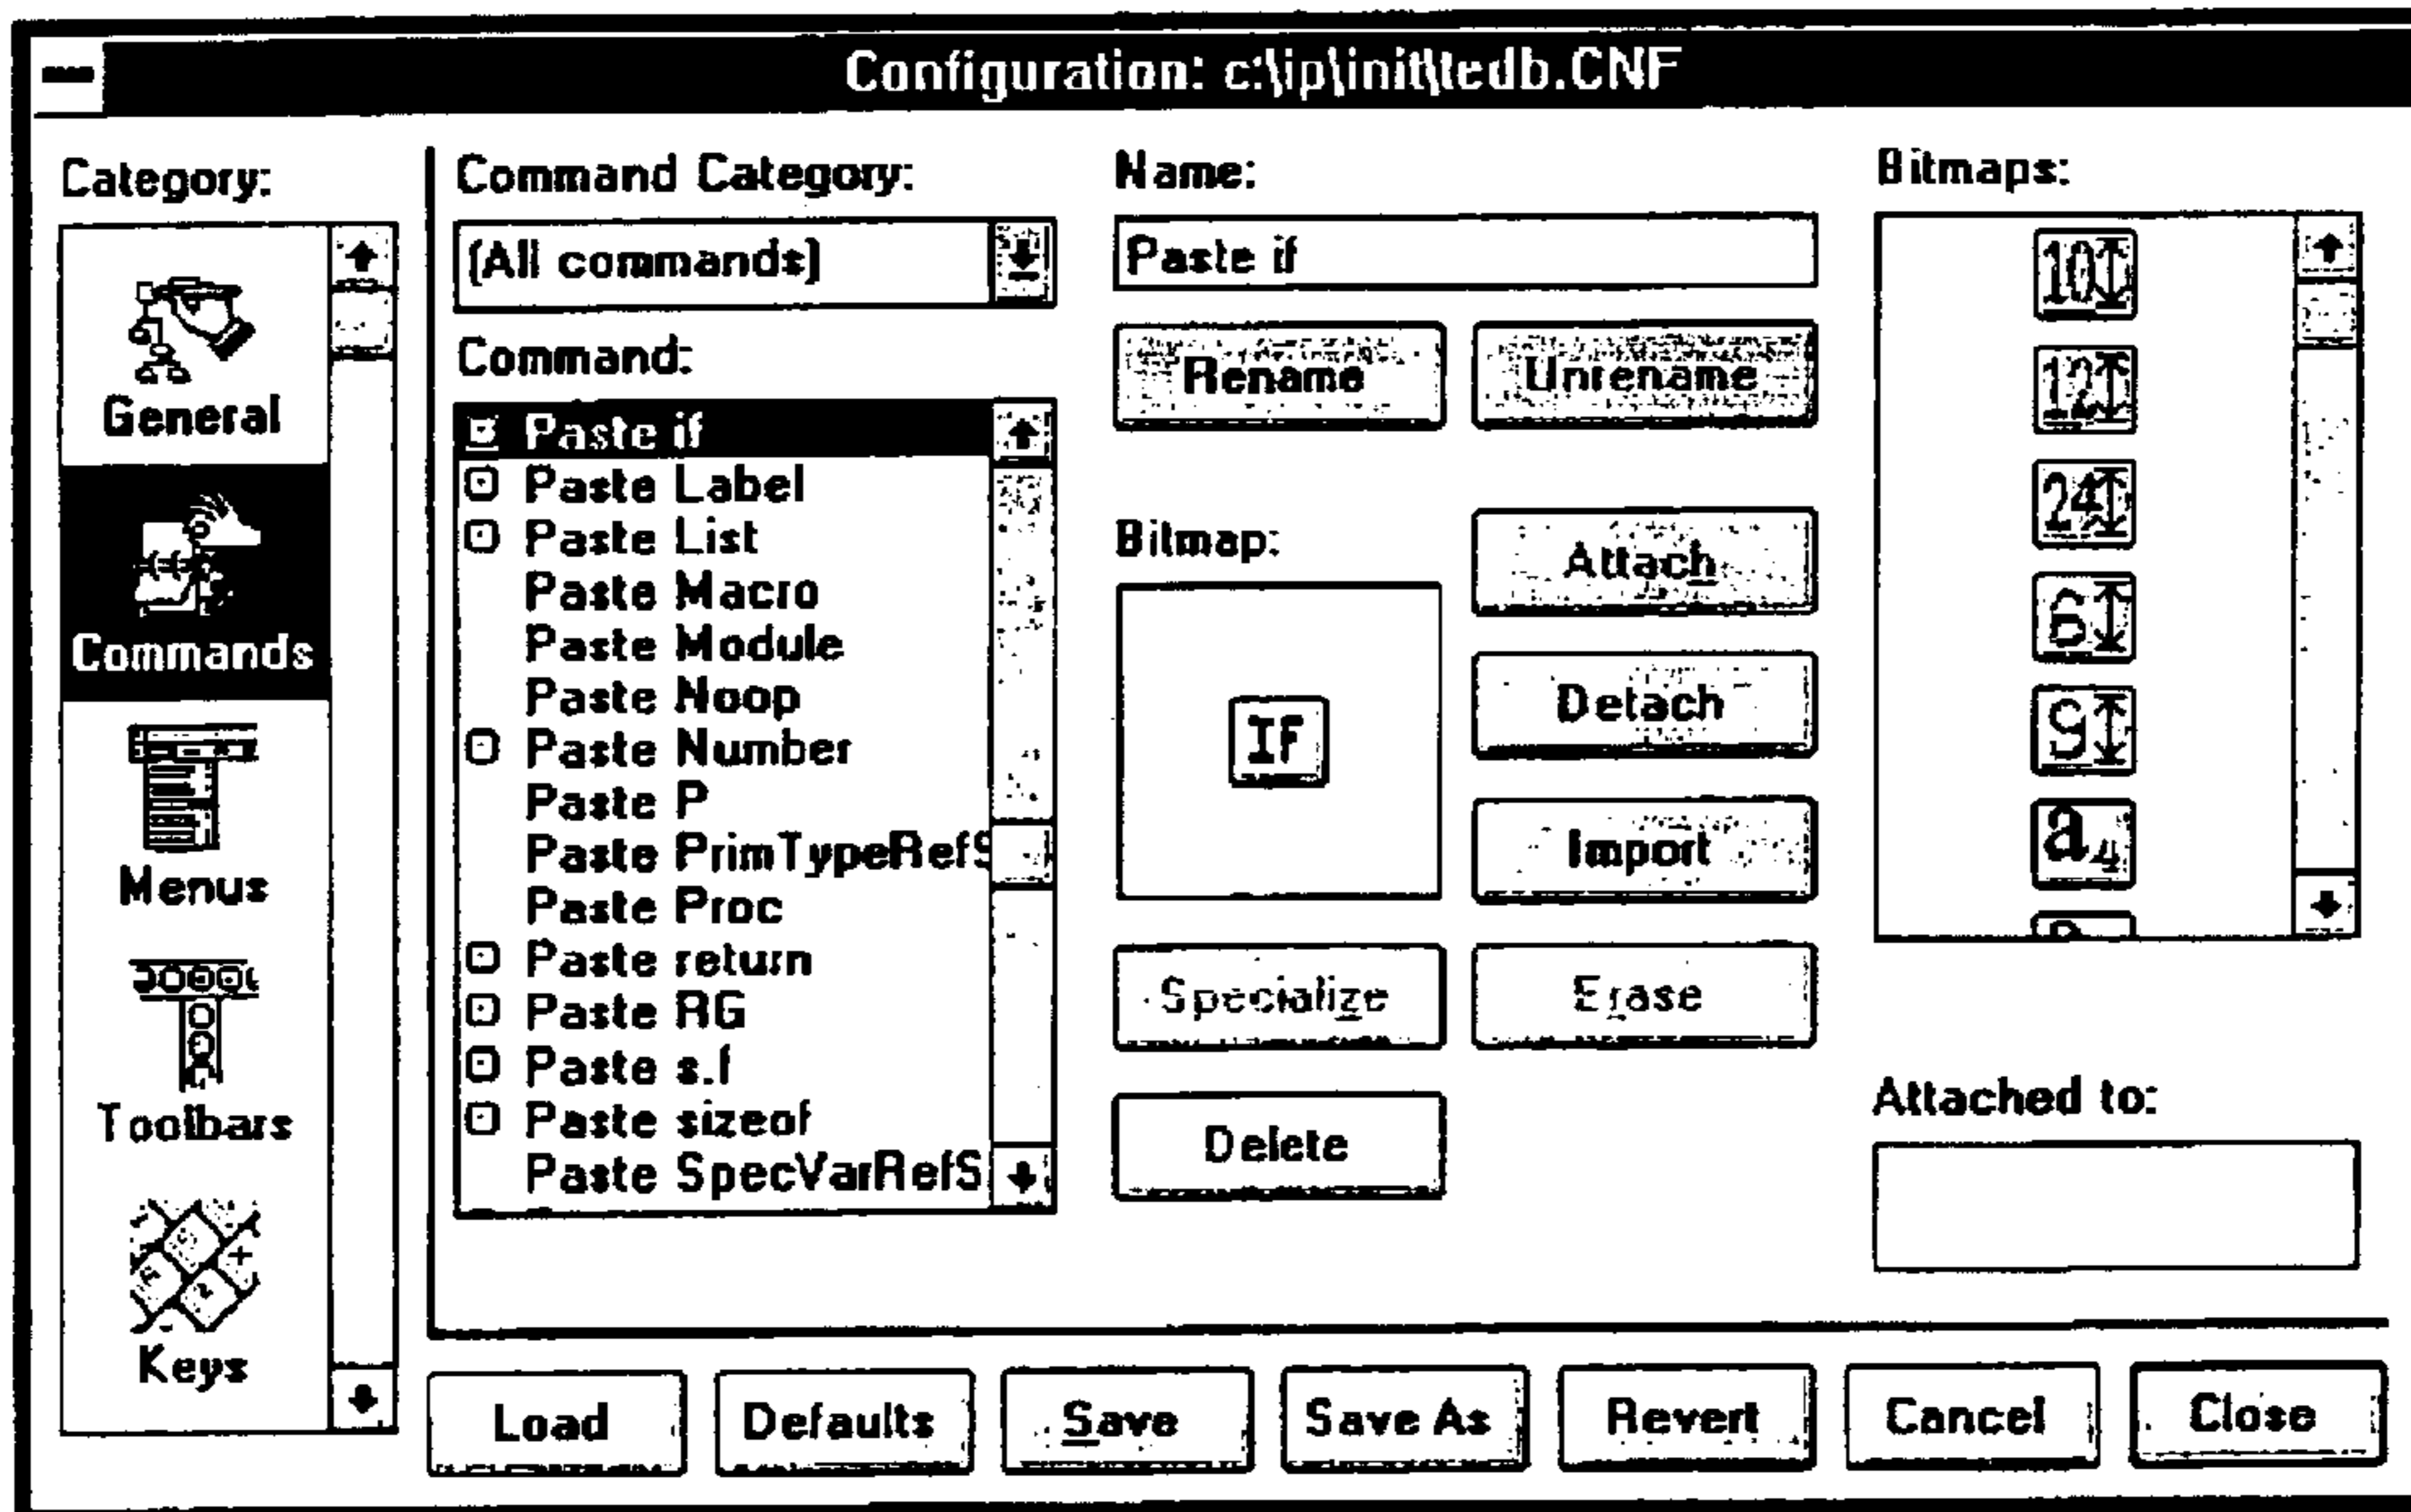 Configuration: c:\ip\init\tedb.CNF
Category:
General
Commands
Menus
Toolbars
Keys
Command Category:
(All commands)
Command:
Paste if
Paste Label
Paste List
Paste Macro
Paste Module
Paste Noop
Paste Number
Paste P
Paste PrimTypeRefS
Paste Proc
Paste return
Paste RG
Paste s.f
Paste sizeof
Paste SpecVarRefS
Name:
Paste if
Rename
Unrename
Bitmap:
IF
Attach
Detach
Import
Specialize
Erase
Delete
Bitmaps:
10
12
24
6
9
a4
Attached to:
Load
Defaults
Save
Save As
Revert
Cancel
Close